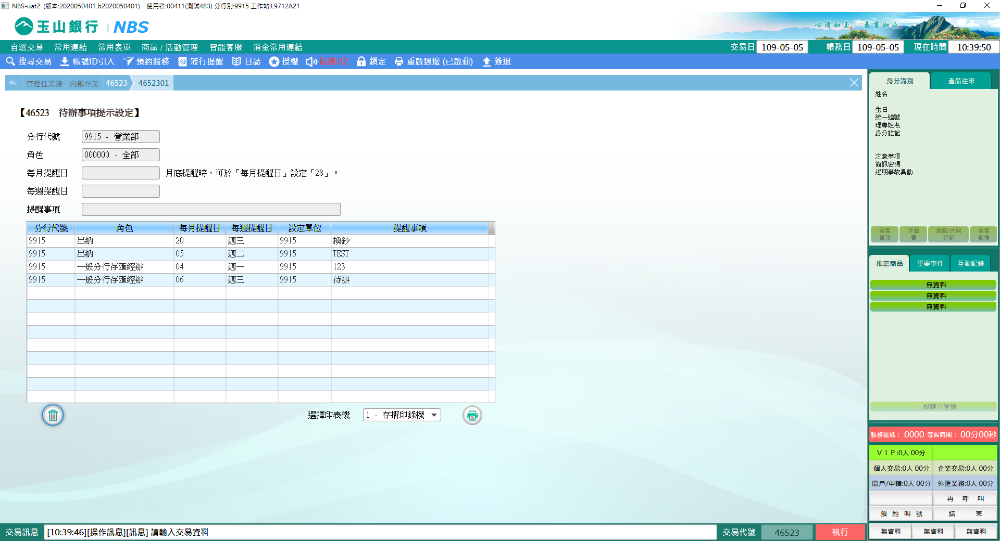 NBS-uat2 (版本:2020050401.b2020050401) 使用者:00411(測試483) 分行別:9915 工作站:L9712A21
玉山銀行 | NBS
心清如玉。 義重如山。
自選交易 常用連結 常用表單 商品 / 活動管理 智能客服 消金常用連結 交易日 109-05-05 帳務日 109-05-05 現在時間 10:39:50
搜尋交易 帳號ID引入 預約服務 蒞行提醒 日誌 授權 廣播:82 鎖定 重啟週邊 (已啟動) 簽退
管理性業務 內部作業 46523 4652301
【46523 待辦事項提示設定】
分行代號 9915 - 營業部
角色 000000 - 全部
每月提醒日 月底提醒時，可於「每月提醒日」設定「28」。
每週提醒日
提醒事項
分行代號 角色 每月提醒日 每週提醒日 設定單位 提醒事項
9915 出納 20 週三 9915 換鈔
9915 出納 05 週二 9915 TEST
9915 一般分行存匯經辦 04 週一 9915 123
9915 一般分行存匯經辦 06 週三 9915 待辦
選擇印表機 1 - 存摺印錄機
身分識別 產品往來
姓名
生日
統一編號
理專姓名
身分註記
注意事項
簡訊密碼
近期事故異動
顧客資訊 手續費 通路/共同行銷 顧客影像
推薦商品 重要事件 互動記錄
無資料
無資料
無資料
一般轉介登錄
服務號碼： 0000 等候時間： 00分00秒
ＶＩＰ:0人 00分
個人交易:0人 00分 企業交易:0人 00分
開戶/申請:0人 00分 外匯業務:0人 00分
再 呼 叫
預 約 叫 號 結 束
無資料 無資料 無資料
交易訊息 [10:39:46][操作訊息][訊息] 請輸入交易資料 交易代號 46523 執行